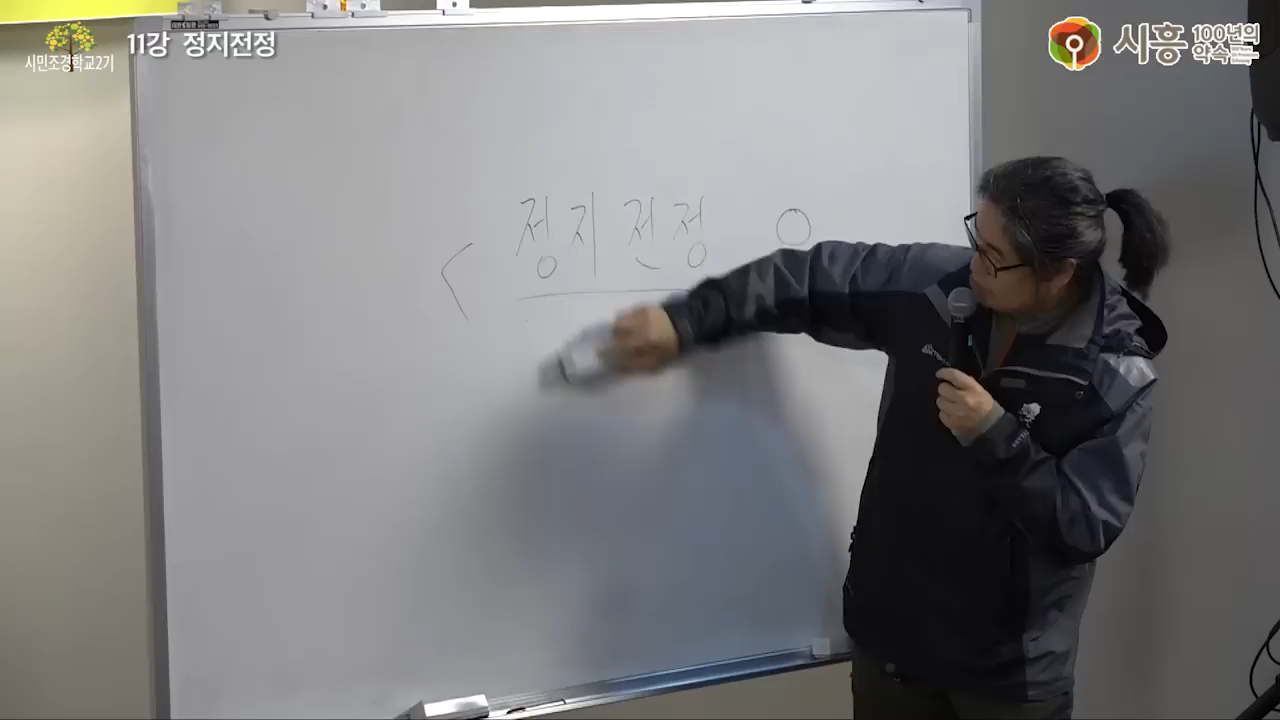 11강 정지전정
시민조경학교2기
시흥 100년의 약속
< 정지전정 ○